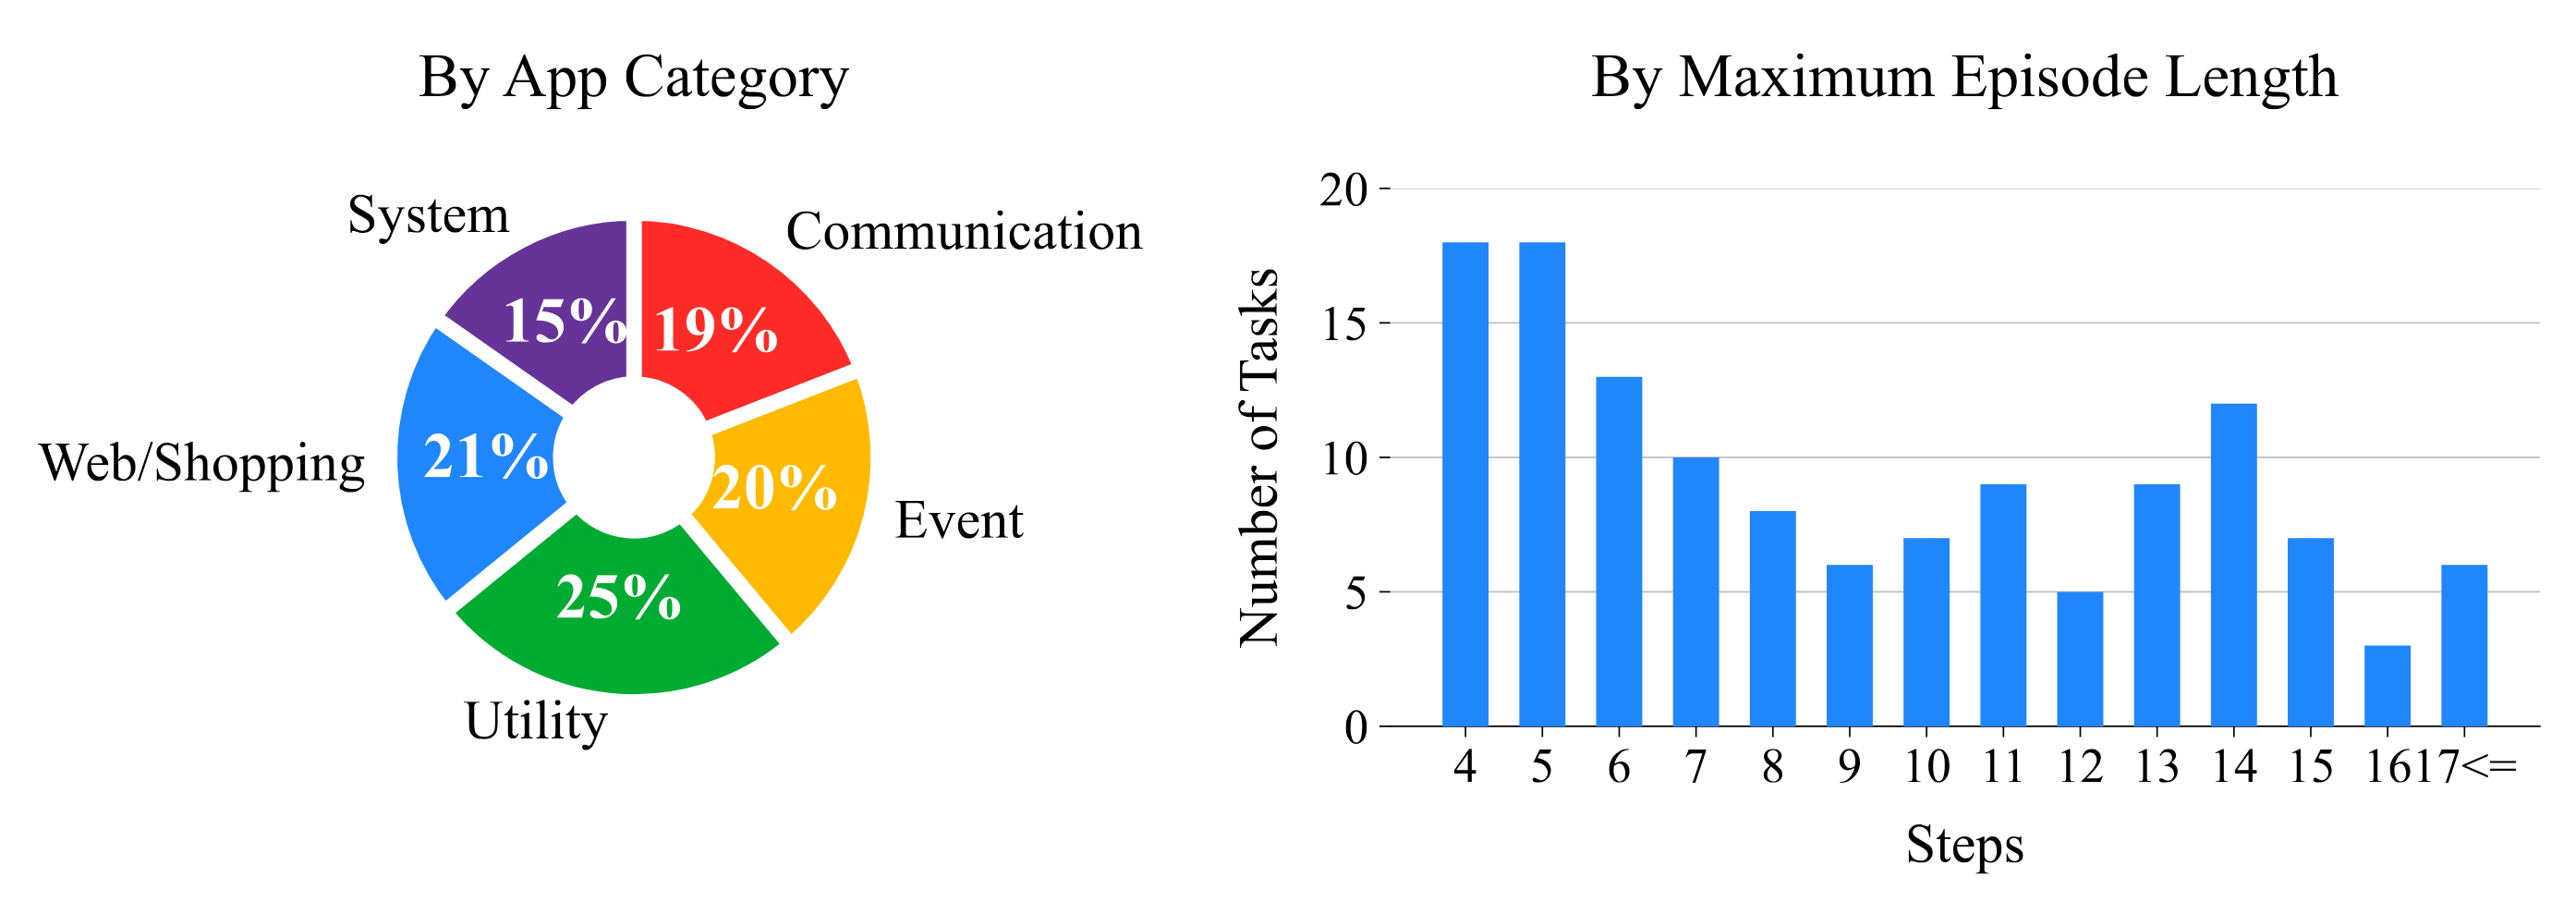 By App Category
System
Communication
15%
19%
Web/Shopping
21%
20%
Event
25%
Utility
By Maximum Episode Length
Number of Tasks
20
15
10
5
0
4 5 6 7 8 9 10 11 12 13 14 15 16 17<=
Steps